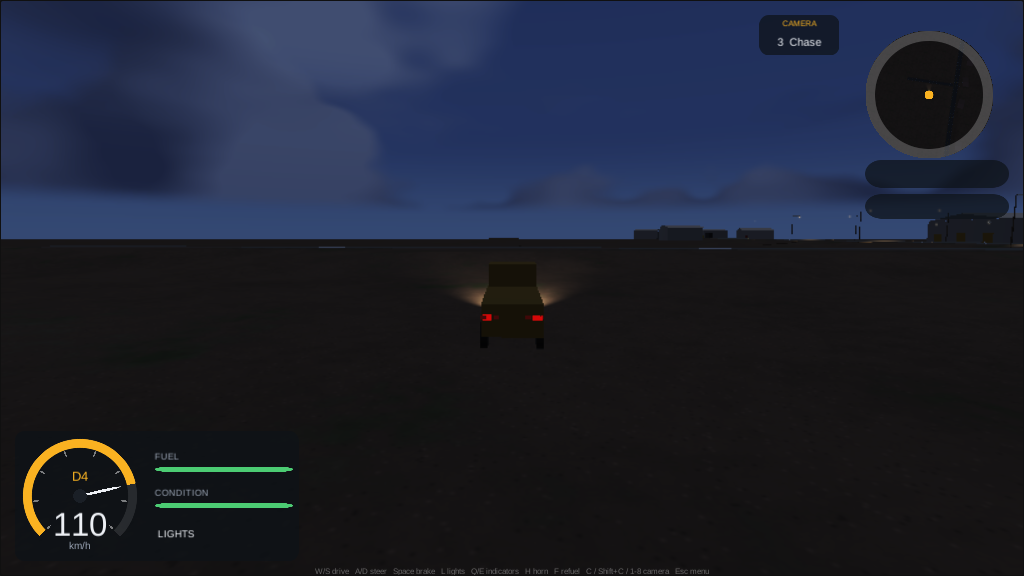 CAMERA
3 Chase
D4
110
km/h
FUEL
CONDITION
LIGHTS
W/S drive A/D steer Space brake L lights Q/E indicators H horn F refuel C / Shift+C / 1-8 camera Esc menu